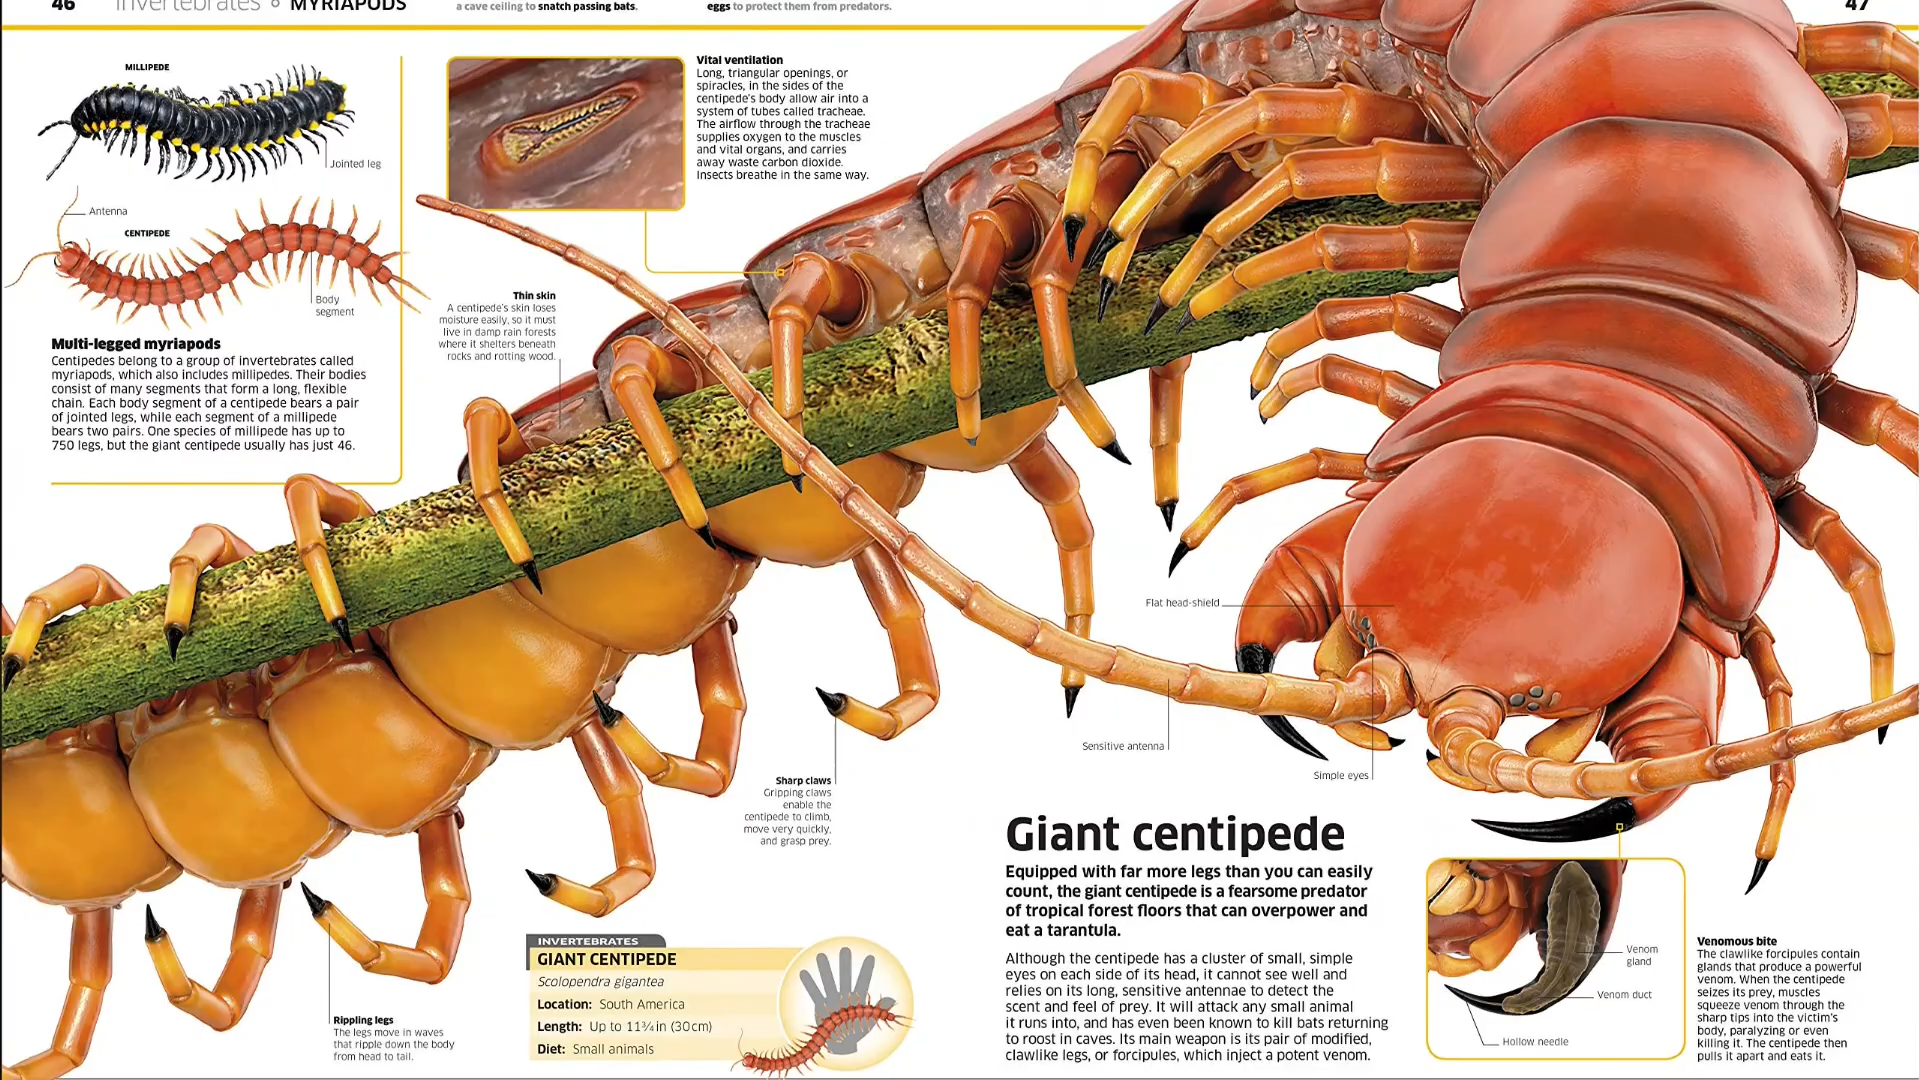 46
invertebrates ○ MYRIAPODS
a cave ceiling to snatch passing bats.
eggs to protect them from predators.
47
MILLIPEDE
Jointed leg
Antenna
CENTIPEDE
Body
segment
Multi-legged myriapods
Centipedes belong to a group of invertebrates called
myriapods, which also includes millipedes. Their bodies
consist of many segments that form a long, flexible
chain. Each body segment of a centipede bears a pair
of jointed legs, while each segment of a millipede
bears two pairs. One species of millipede has up to
750 legs, but the giant centipede usually has just 46.
Vital ventilation
Long, triangular openings, or
spiracles, in the sides of the
centipede's body allow air into a
system of tubes called tracheae.
The airflow through the tracheae
supplies oxygen to the muscles
and vital organs, and carries
away waste carbon dioxide.
Insects breathe in the same way.
Thin skin
A centipede's skin loses
moisture easily, so it must
live in damp rain forests
where it shelters beneath
rocks and rotting wood.
Flat head-shield
Sensitive antenna
Simple eyes
Sharp claws
Gripping claws
enable the
centipede to climb,
move very quickly,
and grasp prey.
Rippling legs
The legs move in waves
that ripple down the body
from head to tail.
INVERTEBRATES
GIANT CENTIPEDE
Scolopendra gigantea
Location: South America
Length: Up to 11¾ in (30 cm)
Diet: Small animals
Giant centipede
Equipped with far more legs than you can easily
count, the giant centipede is a fearsome predator
of tropical forest floors that can overpower and
eat a tarantula.
Although the centipede has a cluster of small, simple
eyes on each side of its head, it cannot see well and
relies on its long, sensitive antennae to detect the
scent and feel of prey. It will attack any small animal
it runs into, and has even been known to kill bats returning
to roost in caves. Its main weapon is its pair of modified,
clawlike legs, or forcipules, which inject a potent venom.
Venom
gland
Venom duct
Hollow needle
Venomous bite
The clawlike forcipules contain
glands that produce a powerful
venom. When the centipede
seizes its prey, muscles
squeeze venom through the
sharp tips into the victim's
body, paralyzing or even
killing it. The centipede then
pulls it apart and eats it.